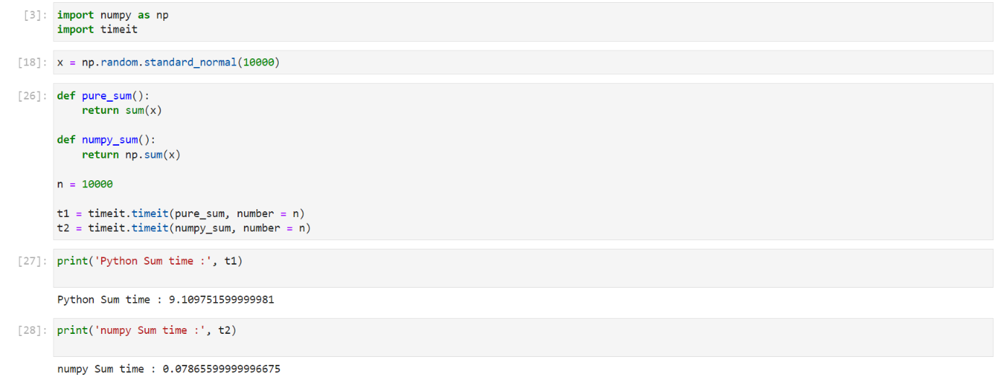 [3]: import numpy as np
import timeit
[18]: x = np.random.standard_normal(10000)
[26]: def pure_sum():
    return sum(x)
def numpy_sum():
    return np.sum(x)
n = 10000
t1 = timeit.timeit(pure_sum, number = n)
t2 = timeit.timeit(numpy_sum, number = n)
[27]: print('Python Sum time :', t1)
Python Sum time : 9.109751599999981
[28]: print('numpy Sum time :', t2)
numpy Sum time : 0.07865599999996675